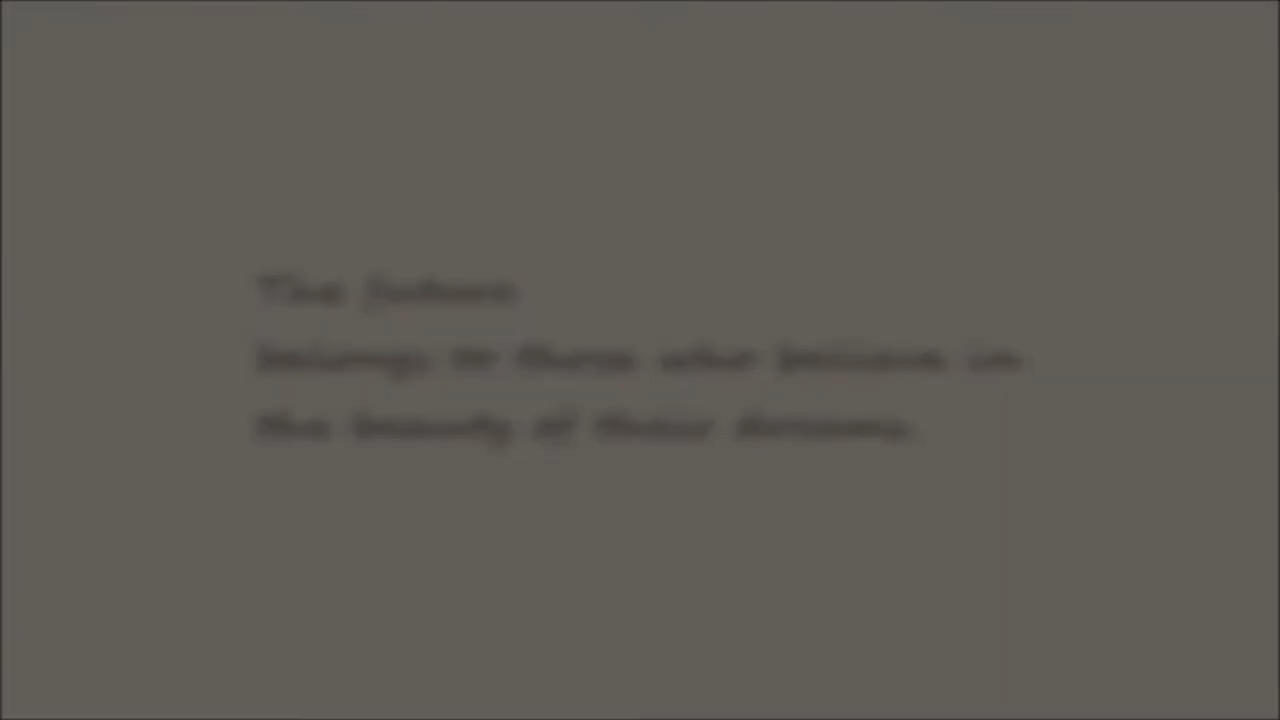 The future
belongs to those who believe in
the beauty of their dreams.